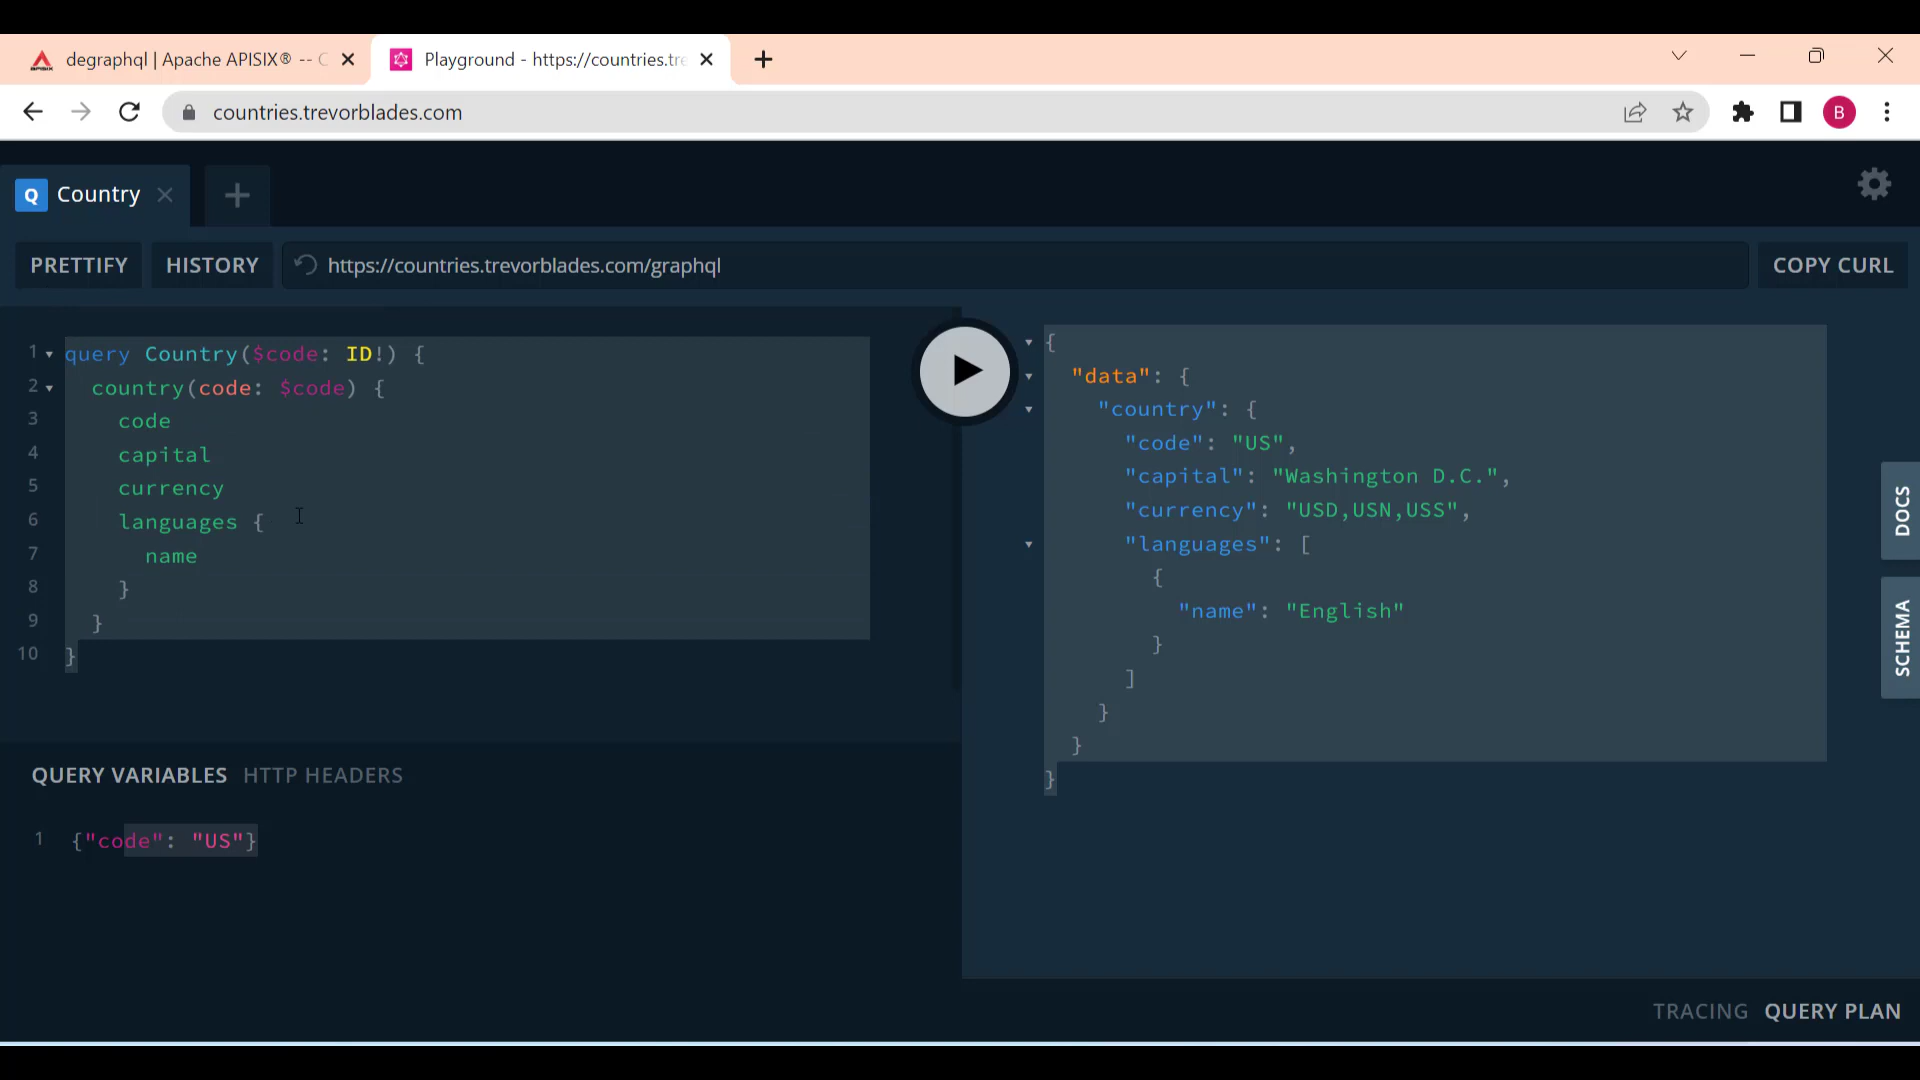 degraphql | Apache APISIX® -- C
Playground - https://countries.tre
countries.trevorblades.com
B
Q Country
PRETTIFY HISTORY https://countries.trevorblades.com/graphql COPY CURL
1 query Country($code: ID!) {
2 country(code: $code) {
3 code
4 capital
5 currency
6 languages {
7 name
8 }
9 }
10 }
QUERY VARIABLES HTTP HEADERS
1 {"code": "US"}
{
"data": {
"country": {
"code": "US",
"capital": "Washington D.C.",
"currency": "USD,USN,USS",
"languages": [
{
"name": "English"
}
]
}
}
}
DOCS
SCHEMA
TRACING QUERY PLAN